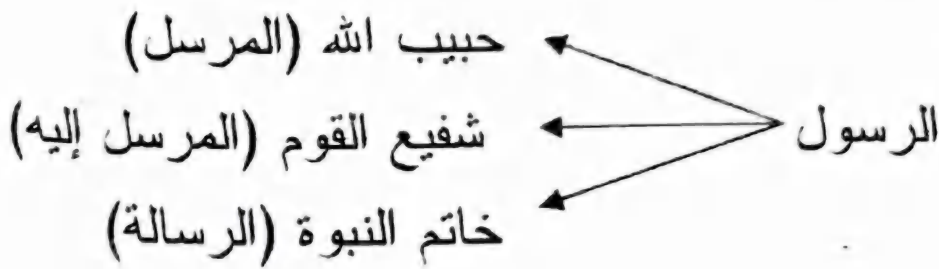 حبيب الله (المرسل)
الرسول
شفيع القوم (المرسل إليه)
خاتم النبوة (الرسالة)